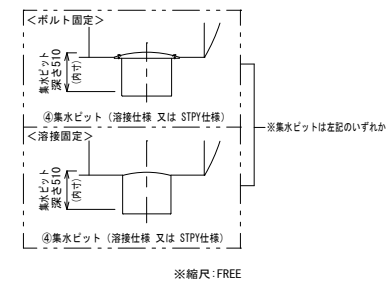 <ボルト固定>
集水ピット
深さ510
(内寸)
④集水ピット (溶接仕様 又は STPY仕様)
<溶接固定>
集水ピット
深さ510
(内寸)
④集水ピット (溶接仕様 又は STPY仕様)
※集水ピットは左記のいずれか
※縮尺:FREE